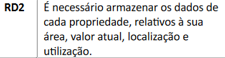 RD2 É necessário armazenar os dados de
cada propriedade, relativos à sua
área, valor atual, localização e
utilização.